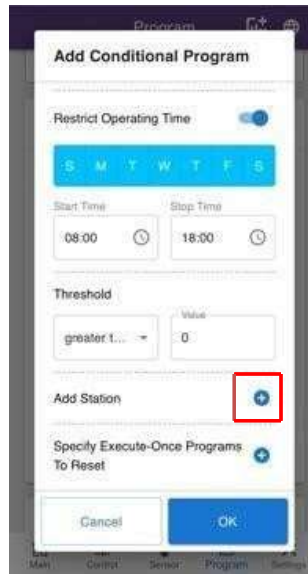 Program
Add Conditional Program
Restrict Operating Time
S M T W T F S
Start Time Stop Time
08:00 18:00
Threshold
Value
greater t... 0
Add Station
Specify Execute-Once Programs
To Reset
Cancel OK
Main Control Sensor Program Settings